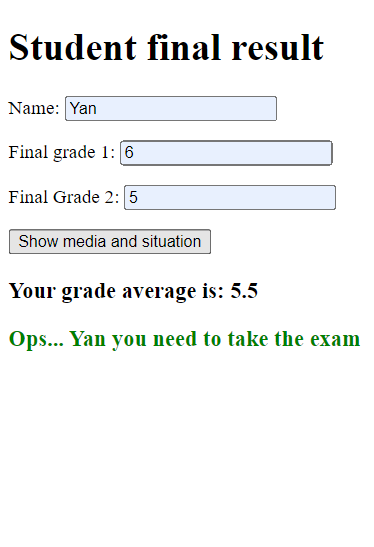 Student final result
Name: Yan
Final grade 1: 6
Final Grade 2: 5
Show media and situation
Your grade average is: 5.5
Ops... Yan you need to take the exam